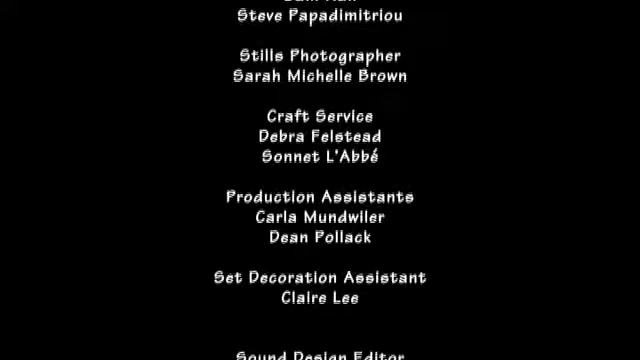 Steve Papadimitriou
Stills Photographer
Sarah Michelle Brown
Craft Service
Debra Felstead
Sonnet L'Abbé
Production Assistants
Carla Mundwiler
Dean Pollack
Set Decoration Assistant
Claire Lee
Sound Design Editor